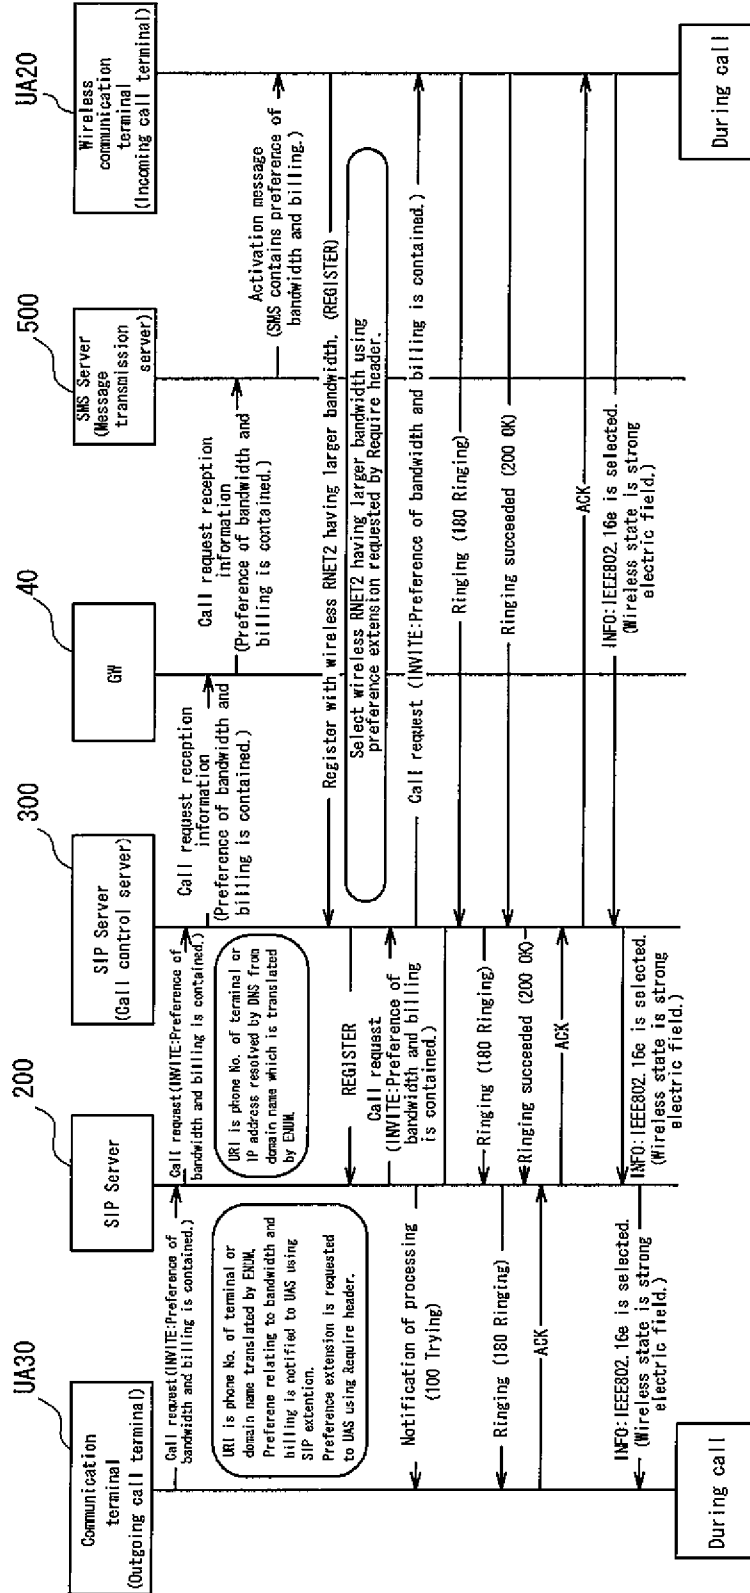 UA30
Communication
terminal
(Outgoing call terminal)
200
SIP Server
300
SIP Server
(Call control server)
40
GW
500
SMS Server
(Message
transmission
server)
UA20
Wireless
communication
terminal
(Incoming call terminal)
Call request(INVITE:Preference of
bandwidth and billing is contained.)
URI is phone No. of terminal or
domain name translated by ENUM.
Preferene relating to bandwidth and
billing is notified to UAS using
SIP extention.
Preference extension is requested
to UAS using Require header.
Call request(INVITE:Preference of
bandwidth and billing is contained.)
URI is phone No. of terminal or
IP address resolved by DNS from
domain name which is translated
by ENUM.
Call request reception
information
(Preference of bandwidth and
billing is contained.)
Call request reception
information
(Preference of bandwidth and
billing is contained.)
Activation message
(SMS contains preference of
bandwidth and billing.)
Register with wireless RNET2 having larger bandwidth. (REGISTER)
REGISTER
Select wireless RNET2 having larger bandwidth using
preference extension requested by Require header.
Call request
(INVITE:Preference of
bandwidth and billing
is contained.)
Call request (INVITE:Preference of bandwidth and billing is contained.)
Notification of processing
(100 Trying)
Ringing (180 Ringing)
Ringing (180 Ringing)
Ringing (180 Ringing)
Ringing succeeded (200 OK)
Ringing succeeded (200 OK)
ACK
ACK
ACK
INFO:IEEE802.16e is selected.
(Wireless state is strong
electric field.)
INFO:IEEE802.16e is selected.
(Wireless state is strong
electric field.)
INFO:IEEE802.16e is selected.
(Wireless state is strong
electric field.)
During call
During call